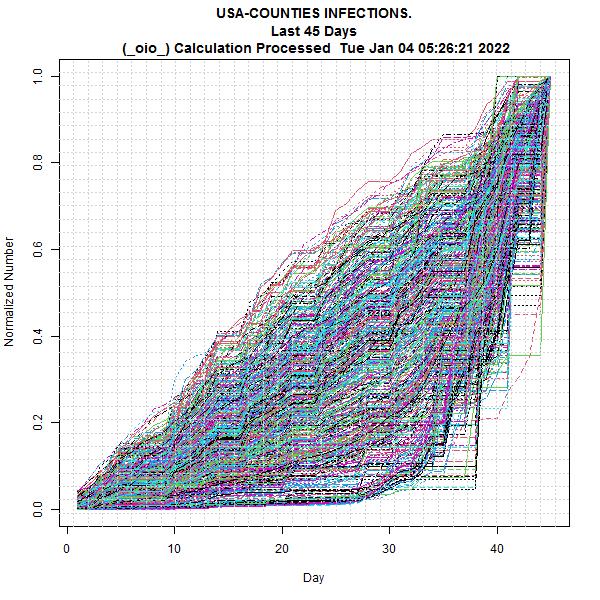 USA-COUNTIES INFECTIONS.
Last 45 Days
(_oio_) Calculation Processed  Tue Jan 04 05:26:21 2022
Normalized Number
1.0
0.8
0.6
0.4
0.2
0.0
0 10 20 30 40
Day